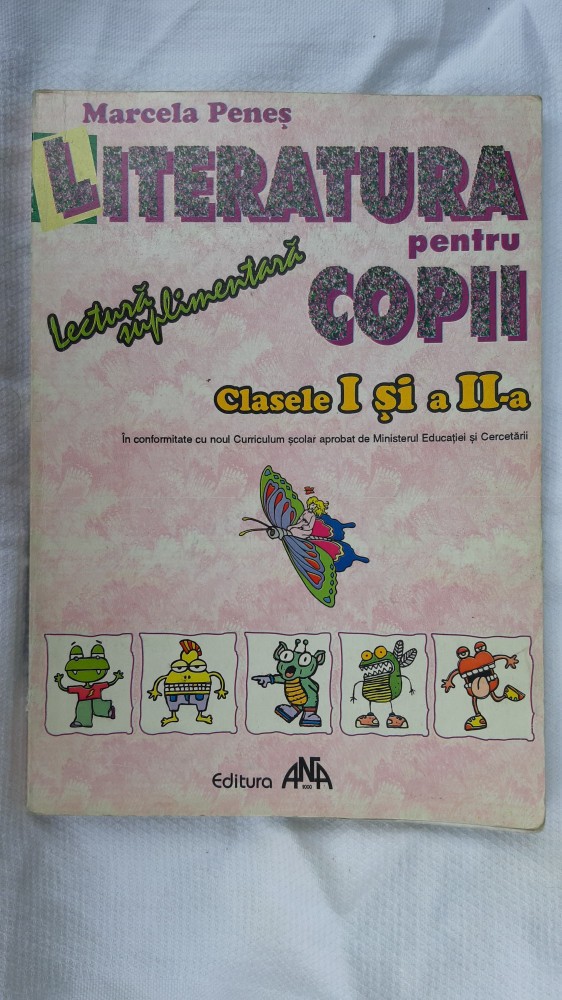 Marcela Peneș
LITERATURA
pentru
COPII
Lectură
suplimentară
Clasele I și a II-a
În conformitate cu noul Curriculum școlar aprobat de Ministerul Educației și Cercetării
Editura ANA
1000